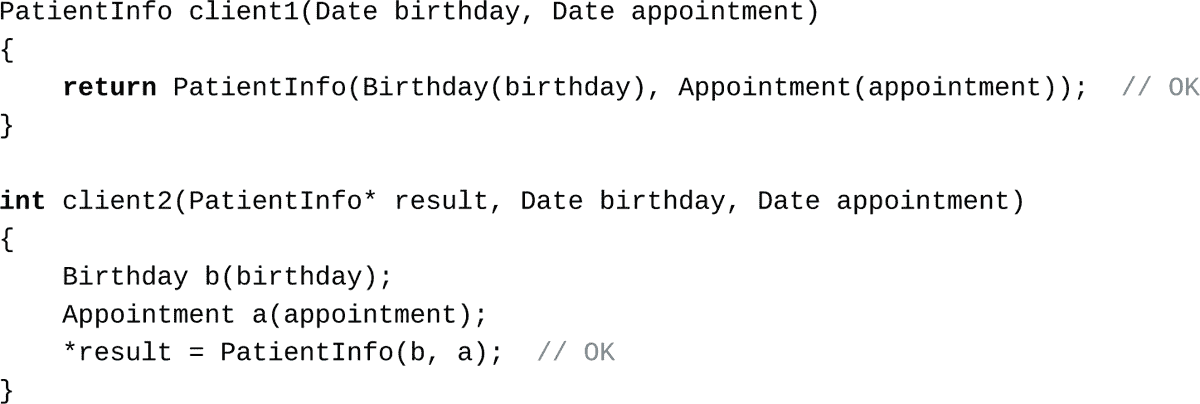 PatientInfo client1(Date birthday, Date appointment)
{
    return PatientInfo(Birthday(birthday), Appointment(appointment));  // OK
}

int client2(PatientInfo* result, Date birthday, Date appointment)
{
    Birthday b(birthday);
    Appointment a(appointment);
    *result = PatientInfo(b, a);  // OK
}